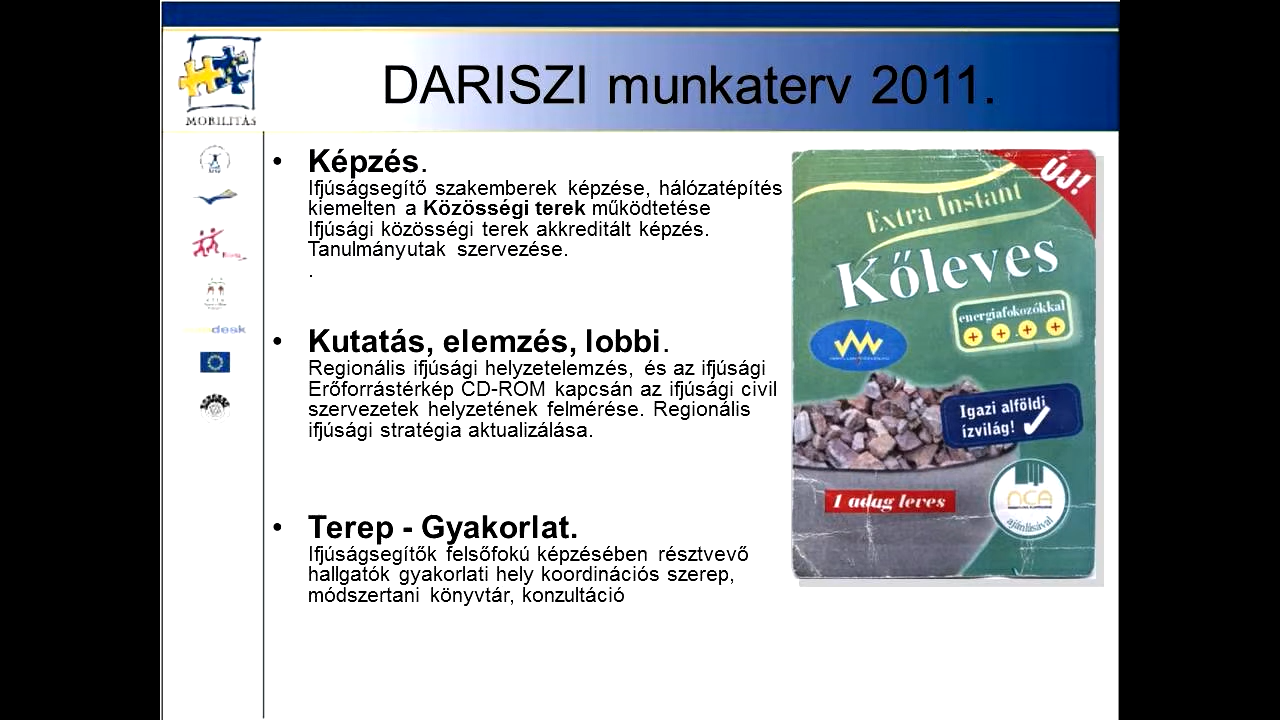 MOBILITÁS
DARISZI munkaterv 2011.
• Képzés.
Ifjúságsegítő szakemberek képzése, hálózatépítés
kiemelten a Közösségi terek működtetése
Ifjúsági közösségi terek akkreditált képzés.
Tanulmányutak szervezése.
.
• Kutatás, elemzés, lobbi.
Regionális ifjúsági helyzetelemzés, és az ifjúsági
Erőforrástérkép CD-ROM kapcsán az ifjúsági civil
szervezetek helyzetének felmérése. Regionális
ifjúsági stratégia aktualizálása.
• Terep - Gyakorlat.
Ifjúságsegítők felsőfokú képzésében résztvevő
hallgatók gyakorlati hely koordinációs szerep,
módszertani könyvtár, konzultáció
desk
ÚJ!
Extra Instant
Kőleves
energiafokozókkal
+ + + +
Igazi alföldi
ízvilág!
1 adag leves
NCA
ajánlásával